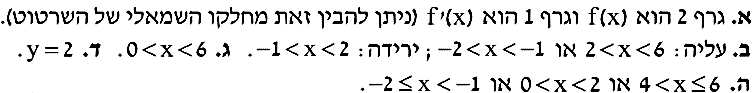 א. גרף 2 הוא f(x) וגרף 1 הוא f'(x) (ניתן להבין זאת מחלקו השמאלי של השרטוט).
ב. עליה: 2<x<6 או -2<x<-1 ; ירידה: -1<x<2. ג. 0<x<6. ד. y=2.
ה. 4<x≤6 או 0<x<2 או -2≤x<-1.